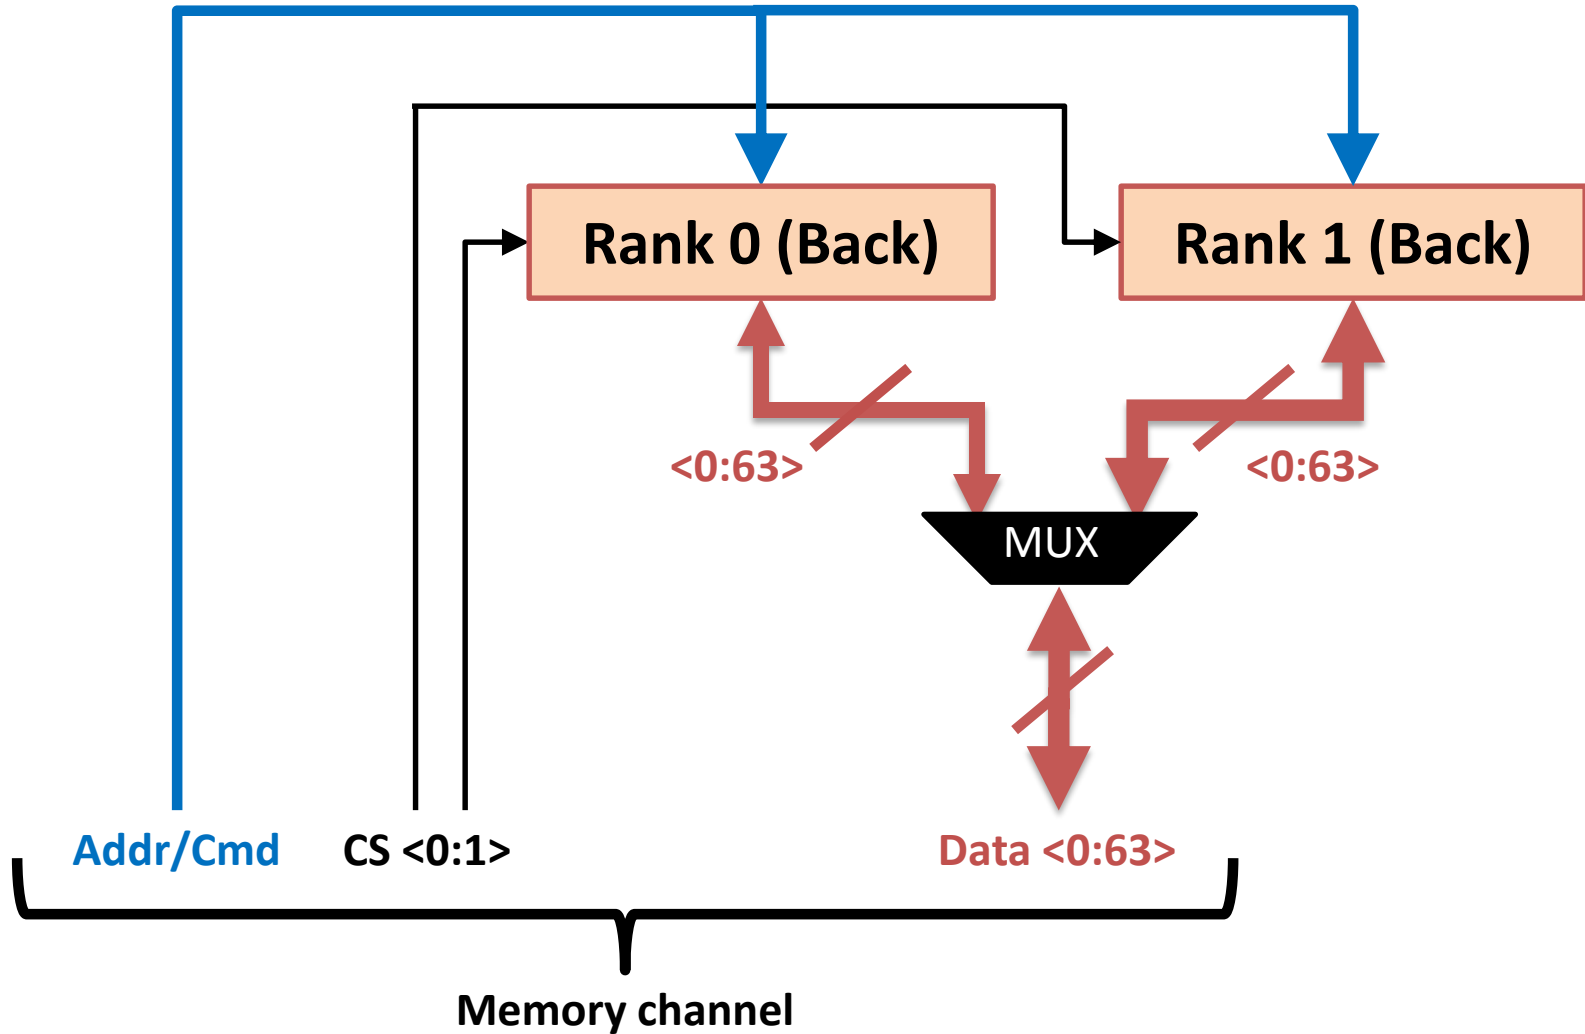 Rank 0 (Back)
Rank 1 (Back)
<0:63>
<0:63>
MUX
Addr/Cmd
CS <0:1>
Data <0:63>
Memory channel